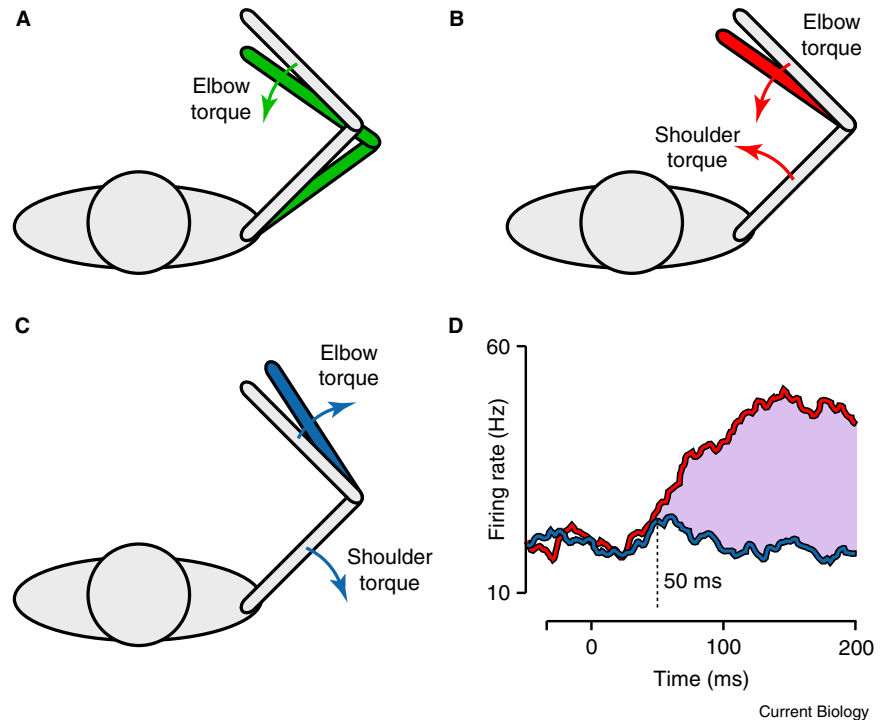 A
Elbow
torque
B
Elbow
torque
Shoulder
torque
C
Elbow
torque
Shoulder
torque
D
60
Firing rate (Hz)
10
50 ms
0
100
200
Time (ms)
Current Biology